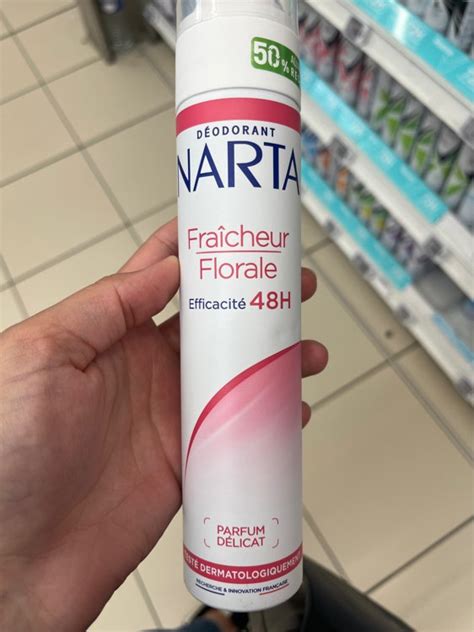 50%
DÉODORANT
NARTA
Fraîcheur
Florale
Efficacité 48H
PARFUM
DÉLICAT
TESTÉ DERMATOLOGIQUEMENT
RECHERCHE & INNOVATION FRANÇAISE